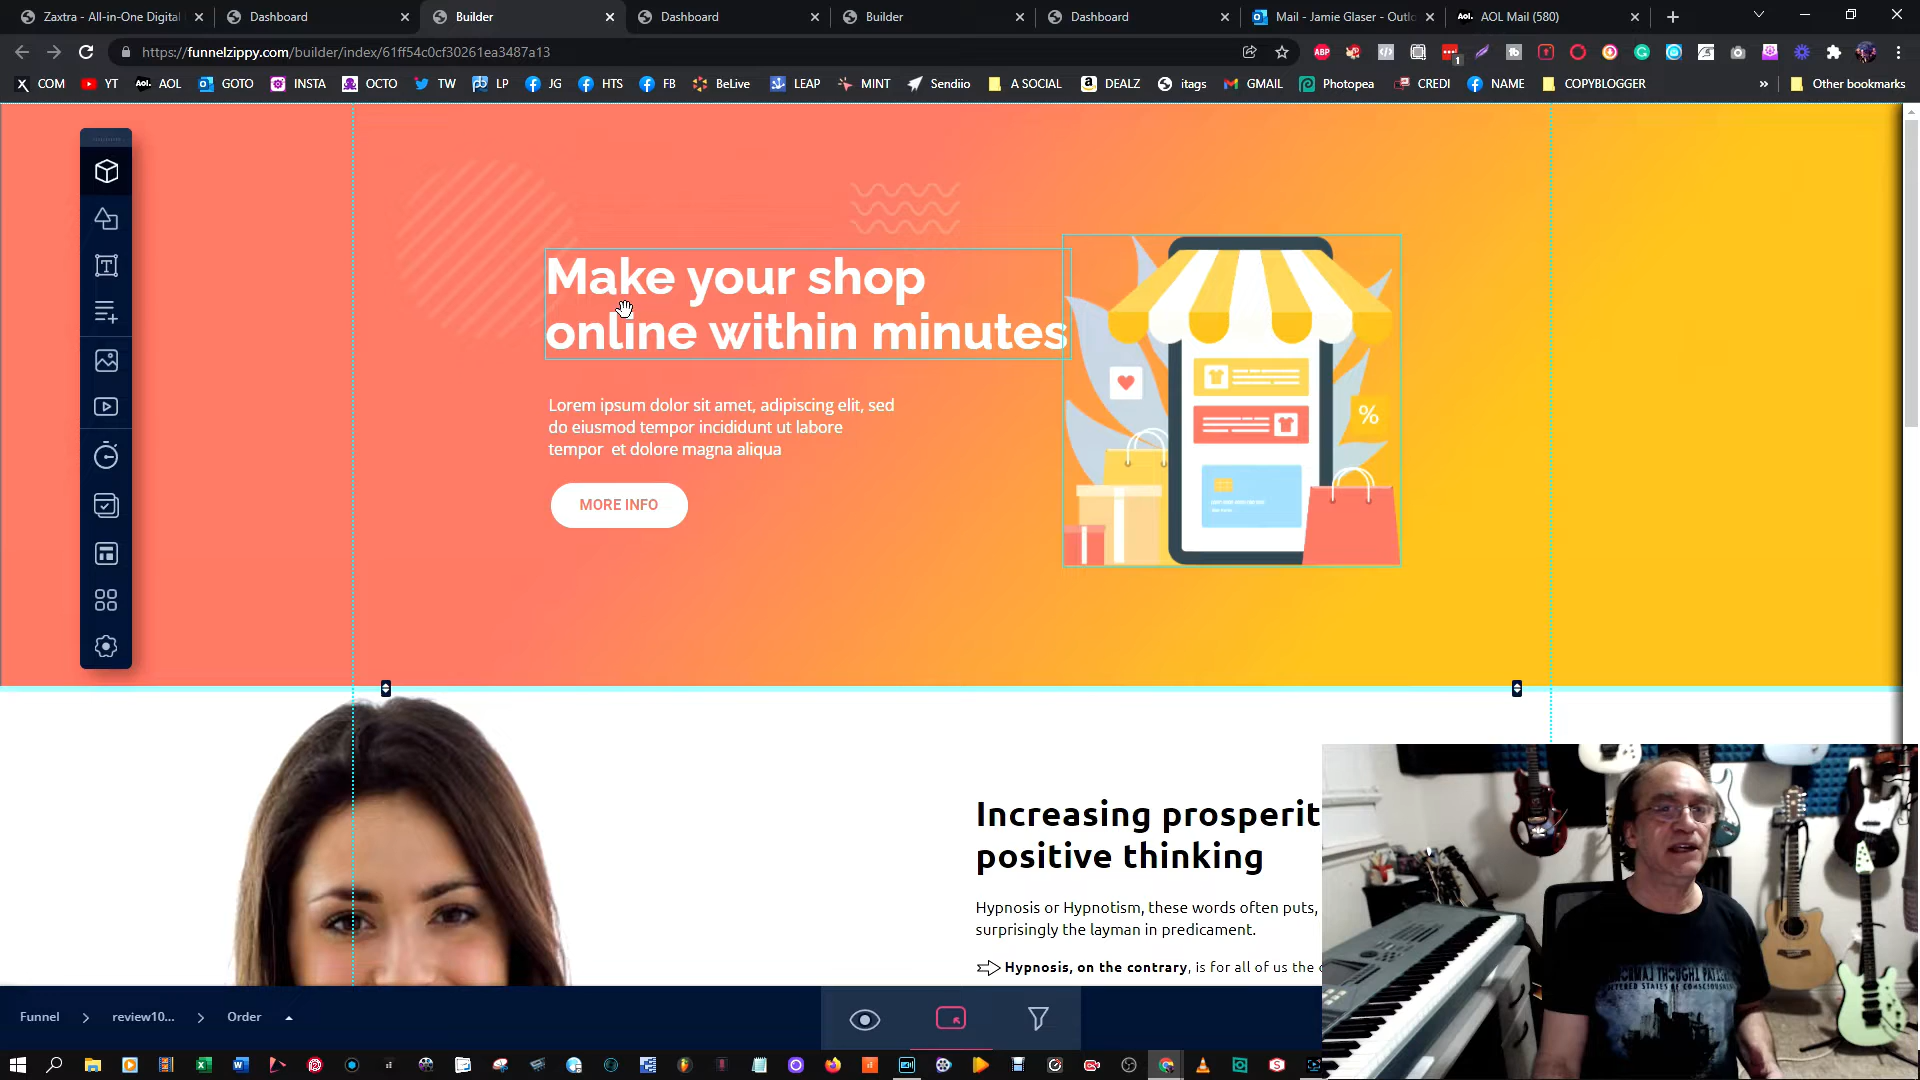 Zaxtra - All-in-One Digital
Dashboard
Builder
Dashboard
Builder
Dashboard
Mail - Jamie Glaser - Outlo
AOL Mail (580)
https://funnelzippy.com/builder/index/61ff54c0cf30261ea3487a13
COM
YT
AOL
GOTO
INSTA
OCTO
TW
LP
JG
HTS
FB
BeLive
LEAP
MINT
Sendiio
A SOCIAL
DEALZ
itags
GMAIL
Photopea
CREDI
NAME
COPYBLOGGER
»
Other bookmarks
Make your shop
online within minutes
Lorem ipsum dolor sit amet, adipiscing elit, sed
do eiusmod tempor incididunt ut labore
tempor et dolore magna aliqua
MORE INFO
%
Increasing prosperit
positive thinking
Hypnosis or Hypnotism, these words often puts,
surprisingly the layman in predicament.
Hypnosis, on the contrary, is for all of us the
Funnel > review10... > Order